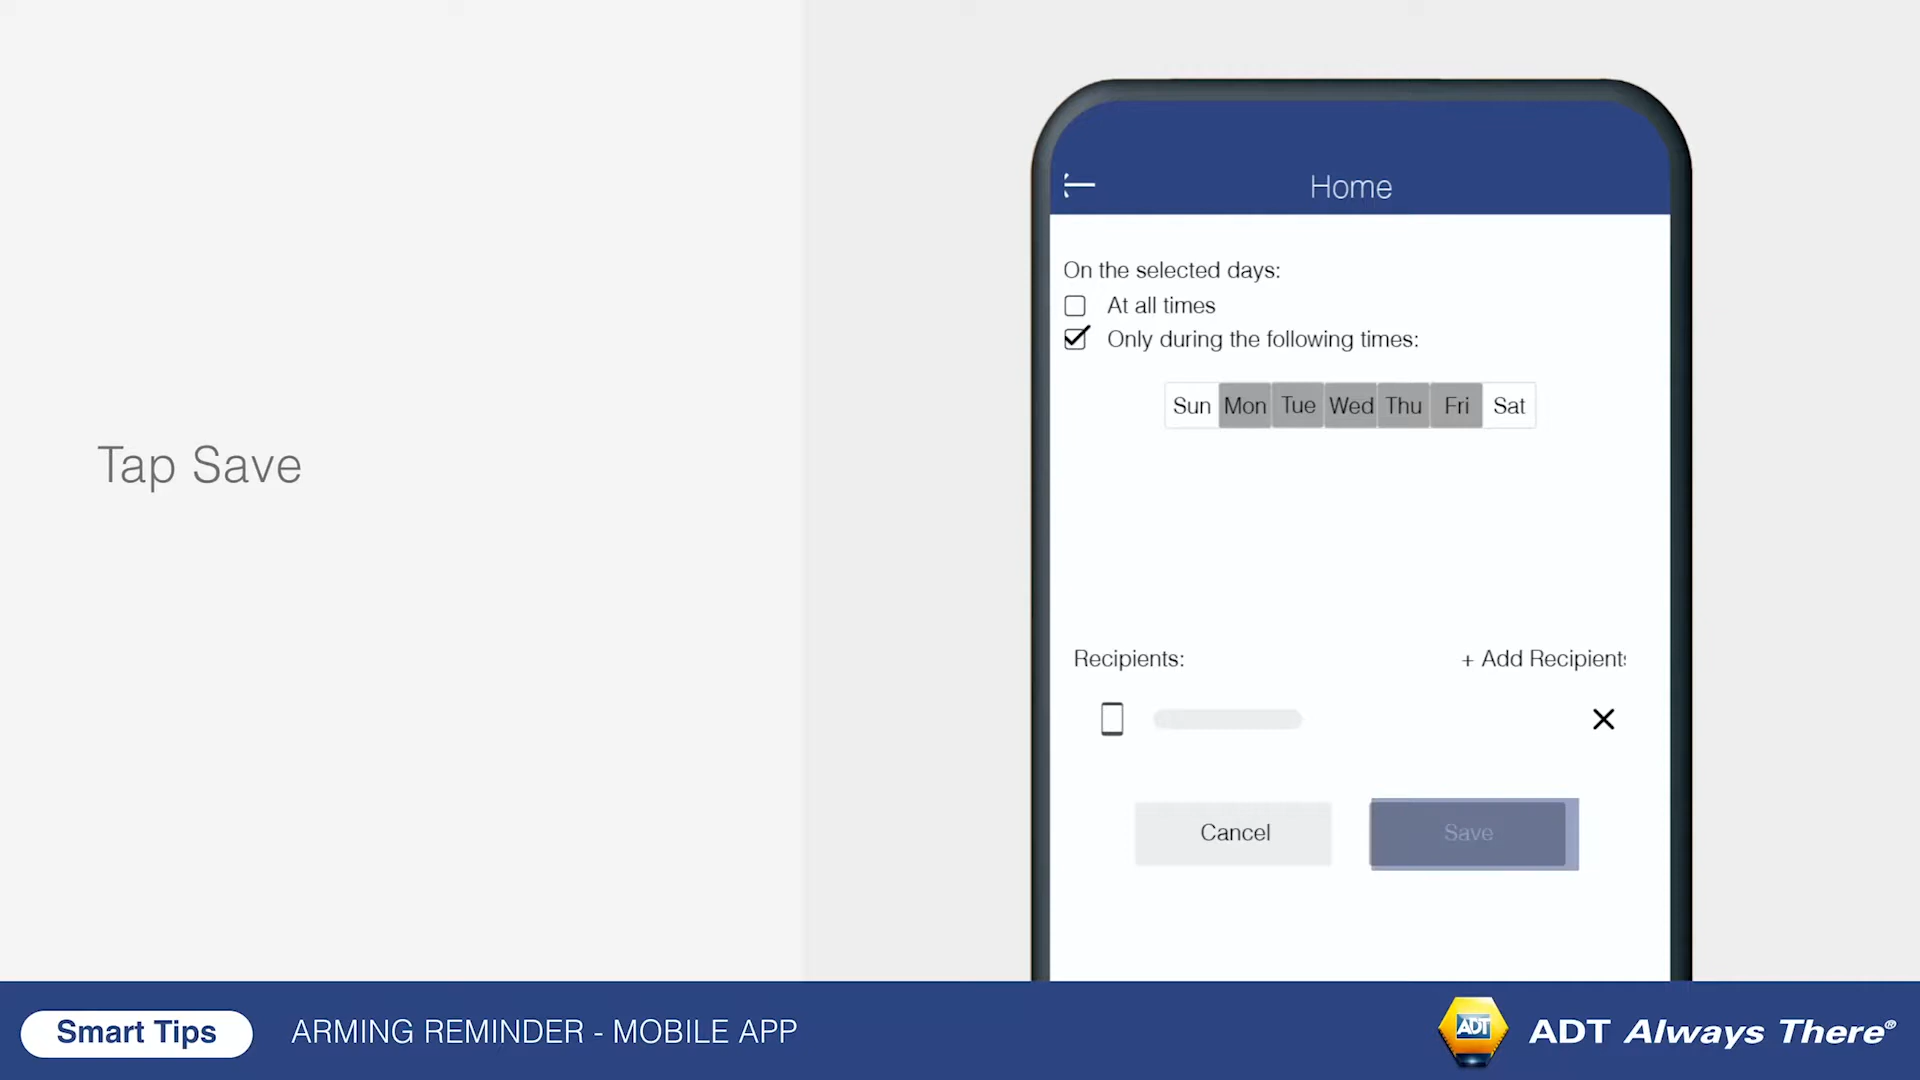 Tap Save
Home
On the selected days:
At all times
Only during the following times:
Sun Mon Tue Wed Thu Fri Sat
Recipients: + Add Recipients
Cancel Save
Smart Tips ARMING REMINDER - MOBILE APP ADT ADT Always There®